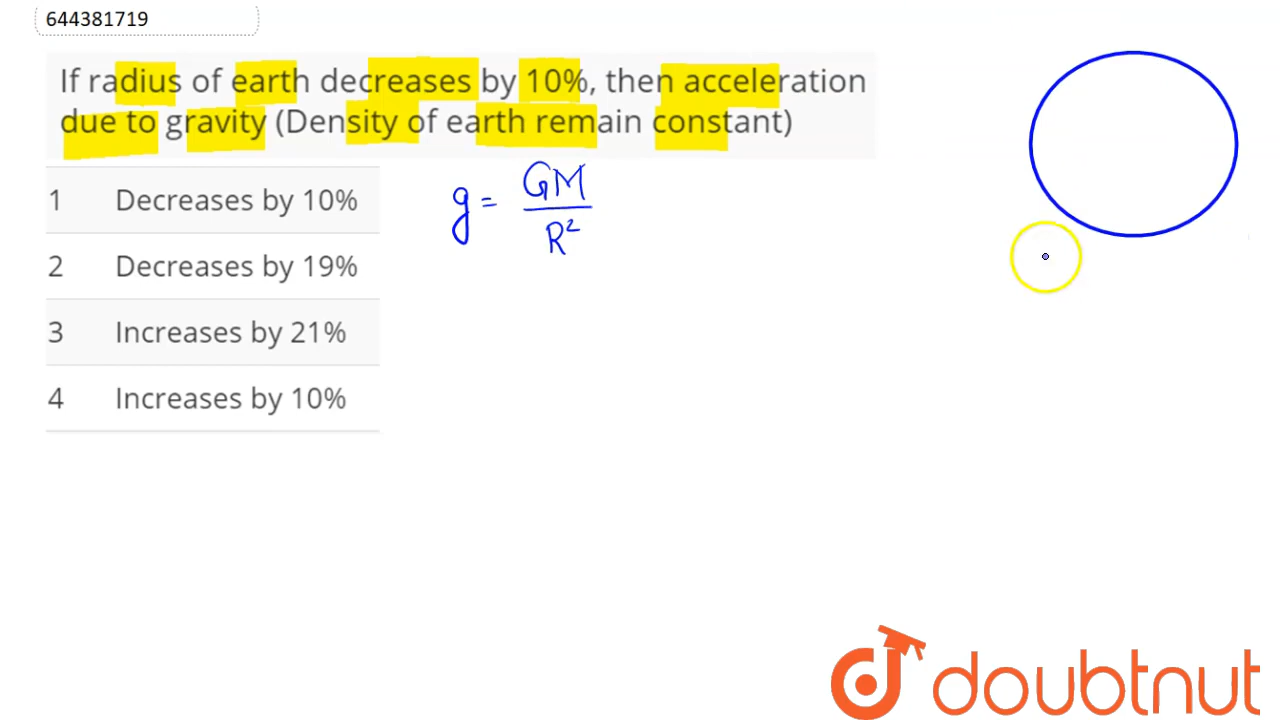 644381719
If radius of earth decreases by 10%, then acceleration
due to gravity (Density of earth remain constant)
1 Decreases by 10%
2 Decreases by 19%
3 Increases by 21%
4 Increases by 10%
g = GM
R²
doubtnut